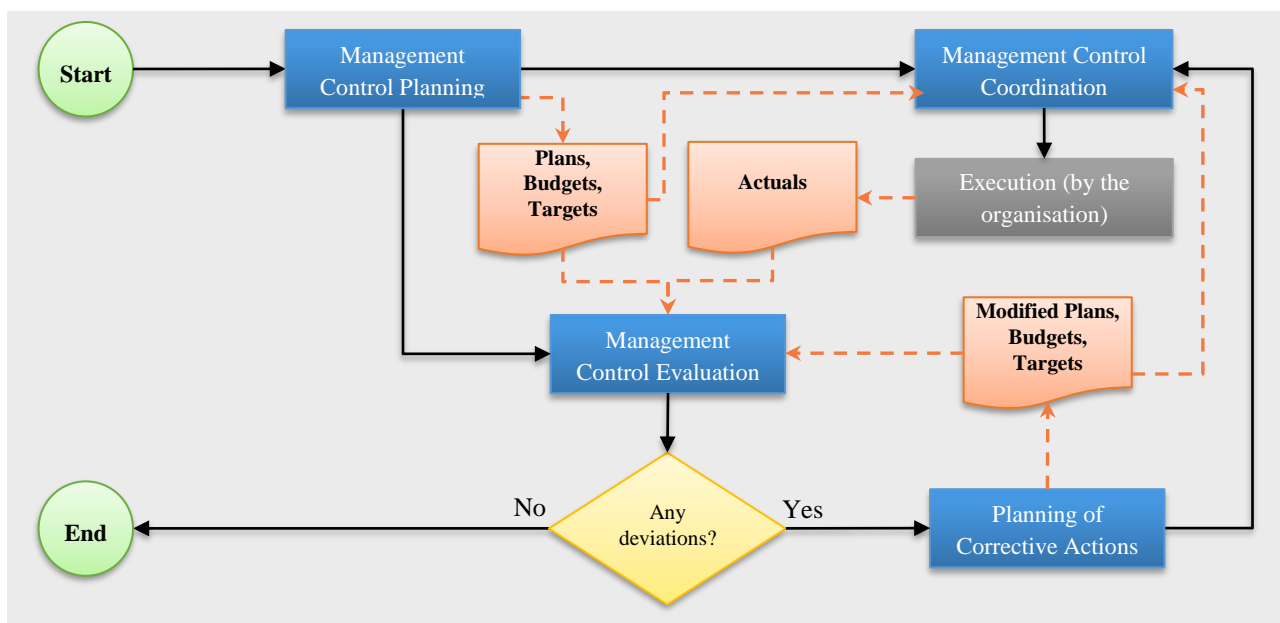 Start
Management
Control Planning
Management Control
Coordination
Plans,
Budgets,
Targets
Actuals
Execution (by the
organisation)
Management
Control Evaluation
Modified Plans,
Budgets,
Targets
End
No
Any
deviations?
Yes
Planning of
Corrective Actions